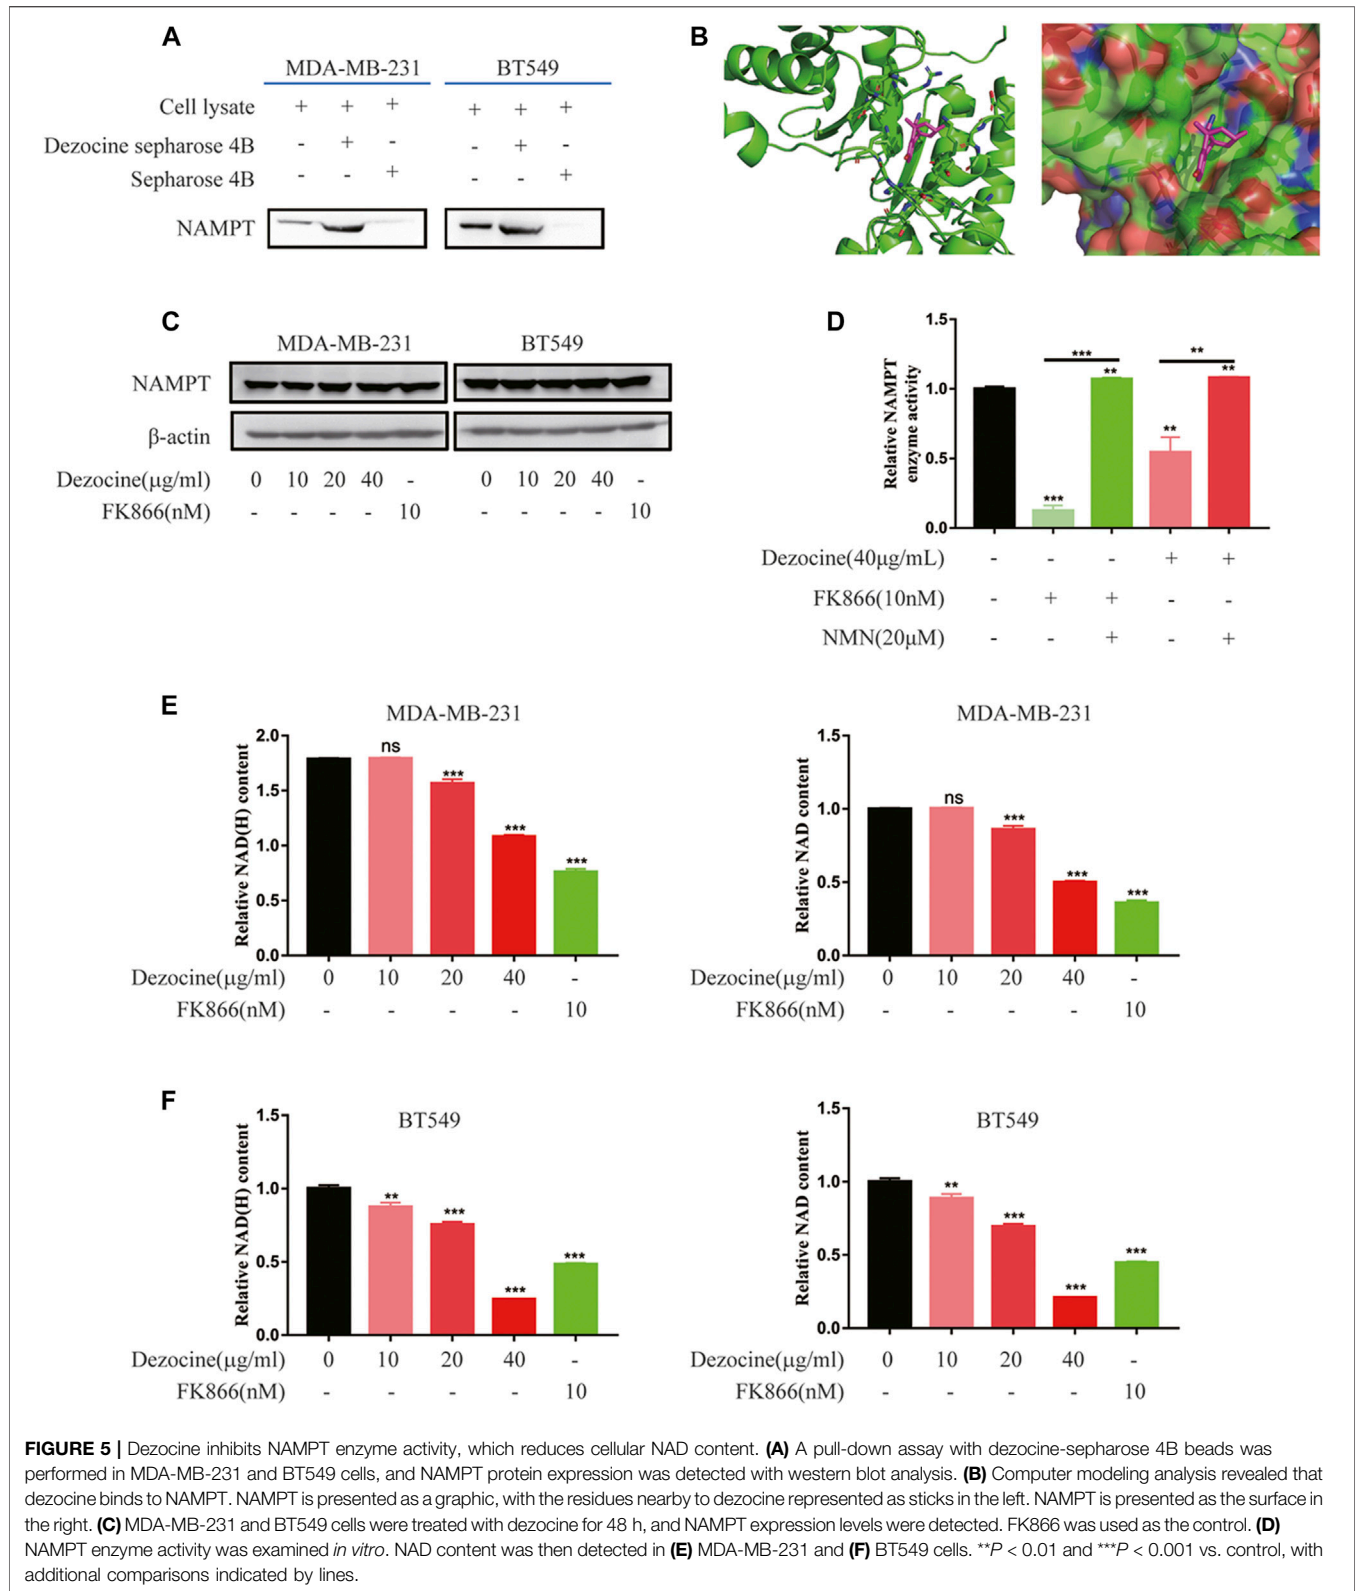 A
MDA-MB-231 BT549
Cell lysate + + + + + +
Dezocine sepharose 4B - + - - + -
Sepharose 4B - - + - - +
NAMPT
B
C
MDA-MB-231 BT549
NAMPT
β-actin
Dezocine(μg/ml) 0 10 20 40 - 0 10 20 40 -
FK866(nM) - - - - 10 - - - - 10
D
Relative NAMPT
enzyme activity
1.5
1.0
0.5
0.0
*** **
*** ** ** **
Dezocine(40μg/mL) - - - + +
FK866(10nM) - + + - -
NMN(20μM) - - + - +
E
MDA-MB-231
Relative NAD(H) content
2.0
1.5
1.0
0.5
0.0
ns *** *** ***
Dezocine(μg/ml) 0 10 20 40 -
FK866(nM) - - - - 10
MDA-MB-231
Relative NAD content
1.5
1.0
0.5
0.0
ns *** *** ***
Dezocine(μg/ml) 0 10 20 40 -
FK866(nM) - - - - 10
F
BT549
Relative NAD(H) content
1.5
1.0
0.5
0.0
** *** *** ***
Dezocine(μg/ml) 0 10 20 40 -
FK866(nM) - - - - 10
BT549
Relative NAD content
1.5
1.0
0.5
0.0
** *** *** ***
Dezocine(μg/ml) 0 10 20 40 -
FK866(nM) - - - - 10
FIGURE 5 | Dezocine inhibits NAMPT enzyme activity, which reduces cellular NAD content. (A) A pull-down assay with dezocine-sepharose 4B beads was
performed in MDA-MB-231 and BT549 cells, and NAMPT protein expression was detected with western blot analysis. (B) Computer modeling analysis revealed that
dezocine binds to NAMPT. NAMPT is presented as a graphic, with the residues nearby to dezocine represented as sticks in the left. NAMPT is presented as the surface in
the right. (C) MDA-MB-231 and BT549 cells were treated with dezocine for 48 h, and NAMPT expression levels were detected. FK866 was used as the control. (D)
NAMPT enzyme activity was examined in vitro. NAD content was then detected in (E) MDA-MB-231 and (F) BT549 cells. **P < 0.01 and ***P < 0.001 vs. control, with
additional comparisons indicated by lines.